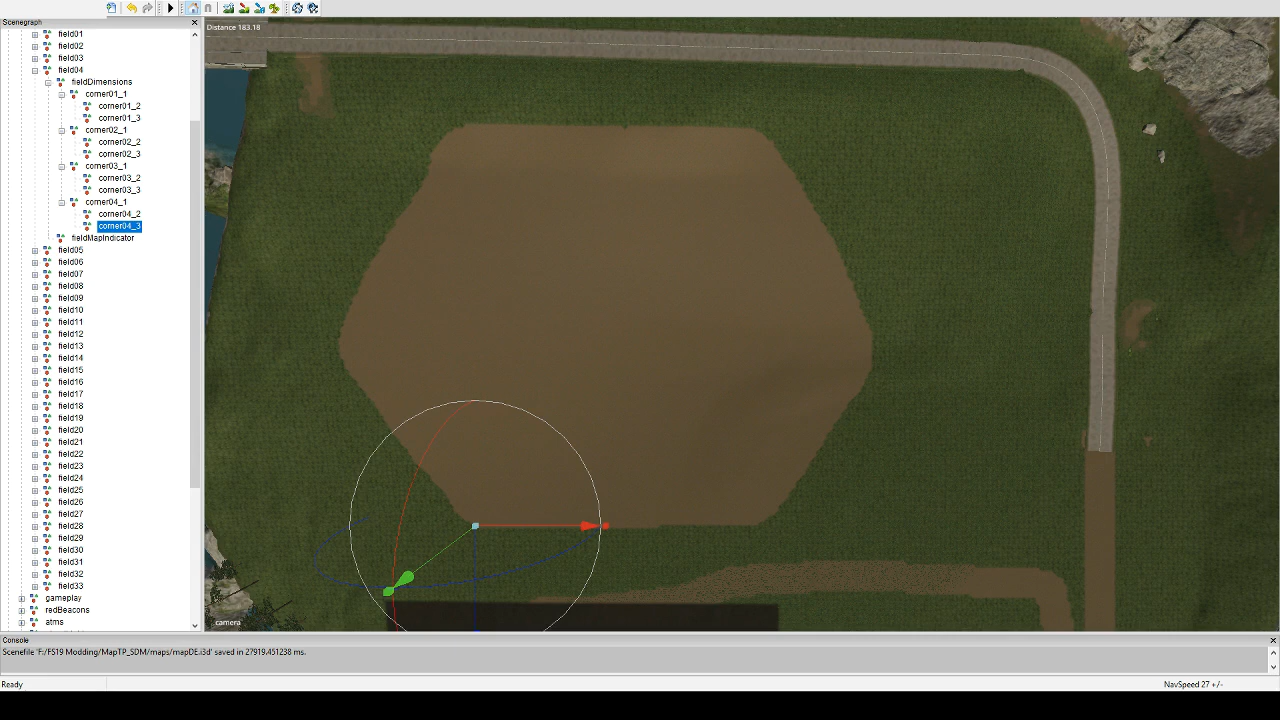 Scenegraph
Distance 183.18
field01
field02
field03
field04
fieldDimensions
corner01_1
corner01_2
corner01_3
corner02_1
corner02_2
corner02_3
corner03_1
corner03_2
corner03_3
corner04_1
corner04_2
corner04_3
fieldMapIndicator
field05
field06
field07
field08
field09
field10
field11
field12
field13
field14
field15
field16
field17
field18
field19
field20
field21
field22
field23
field24
field25
field26
field27
field28
field29
field30
field31
field32
field33
gameplay
redBeacons
atms
camera
Console
Scenefile 'F:/FS19 Modding/MapTP_SDM/maps/mapDE.i3d' saved in 27919.451238 ms.
Ready
NavSpeed 27 +/-